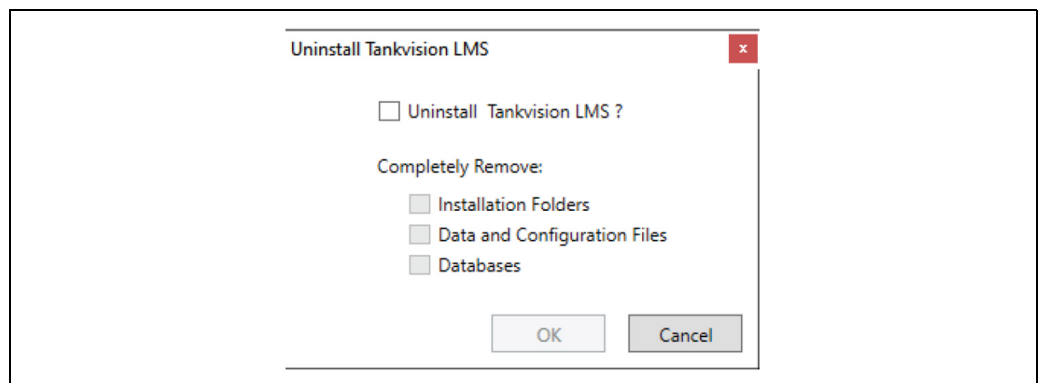 Uninstall Tankvision LMS
x
Uninstall Tankvision LMS ?
Completely Remove:
Installation Folders
Data and Configuration Files
Databases
OK Cancel